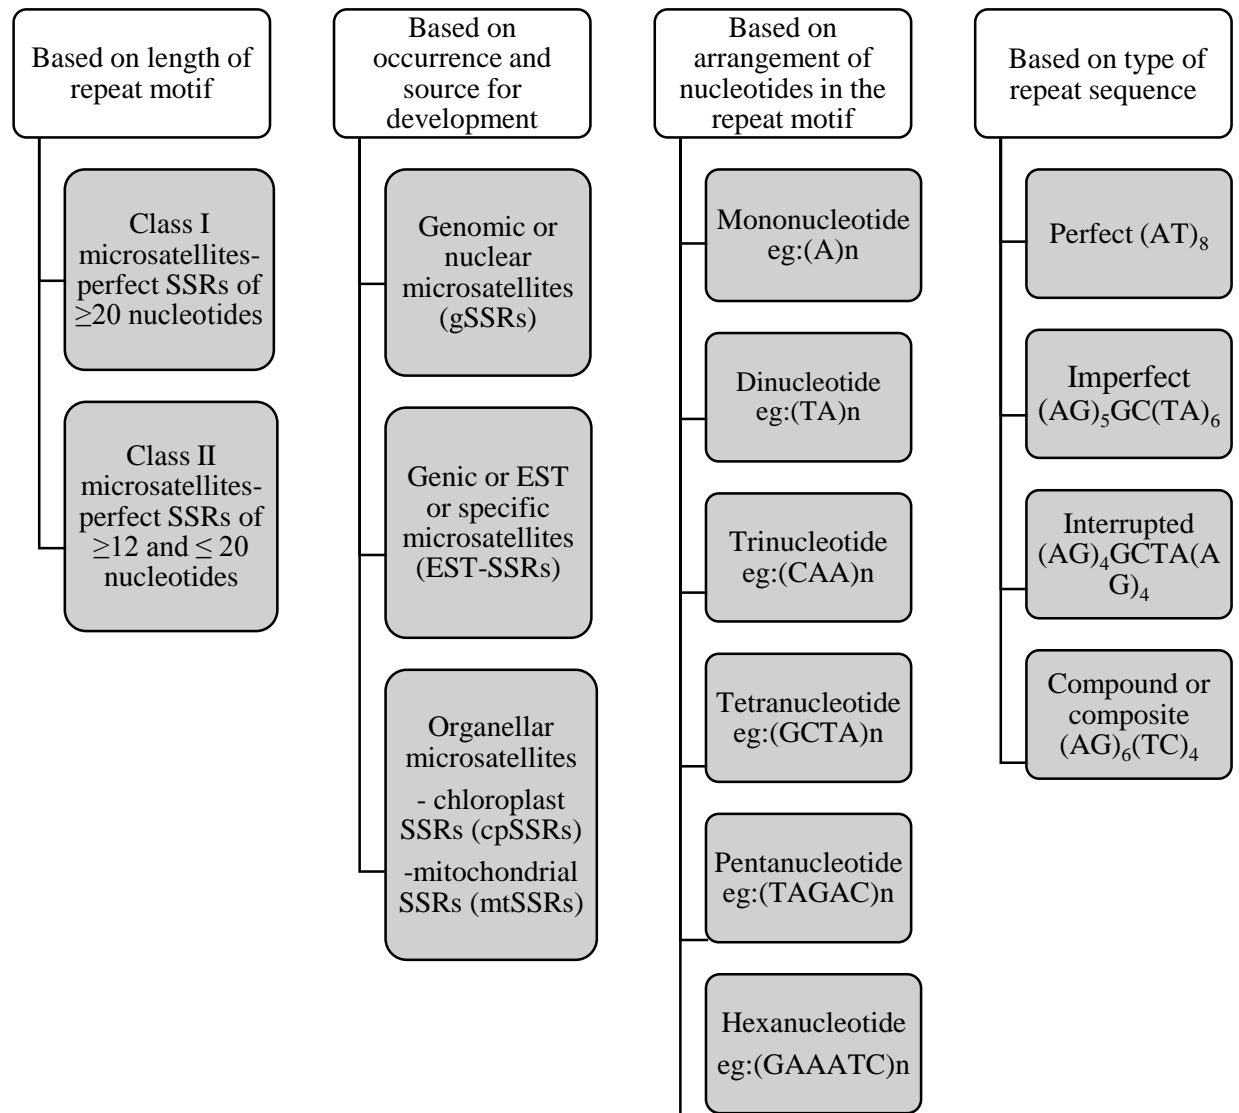 Based on length of
repeat motif
Class I
microsatellites-
perfect SSRs of
≥20 nucleotides
Class II
microsatellites-
perfect SSRs of
≥12 and ≤ 20
nucleotides
Based on
occurrence and
source for
development
Genomic or
nuclear
microsatellites
(gSSRs)
Genic or EST
or specific
microsatellites
(EST-SSRs)
Organellar
microsatellites
- chloroplast
SSRs (cpSSRs)
-mitochondrial
SSRs (mtSSRs)
Based on
arrangement of
nucleotides in the
repeat motif
Mononucleotide
eg:(A)n
Dinucleotide
eg:(TA)n
Trinucleotide
eg:(CAA)n
Tetranucleotide
eg:(GCTA)n
Pentanucleotide
eg:(TAGAC)n
Hexanucleotide
eg:(GAAATC)n
Based on type of
repeat sequence
Perfect (AT)₈
Imperfect
(AG)₅GC(TA)₆
Interrupted
(AG)₄GCTA(A
G)₄
Compound or
composite
(AG)₆(TC)₄